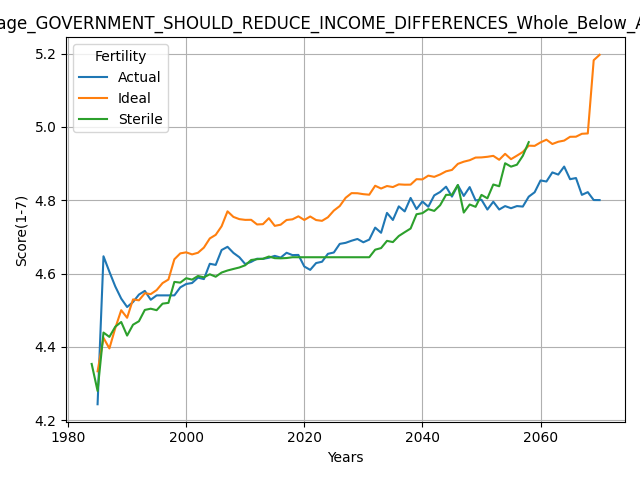 age_GOVERNMENT_SHOULD_REDUCE_INCOME_DIFFERENCES_Whole_Below_A
Fertility
Actual
Ideal
Sterile
Score(1-7)
5.2
5.0
4.8
4.6
4.4
4.2
1980
2000
2020
2040
2060
Years